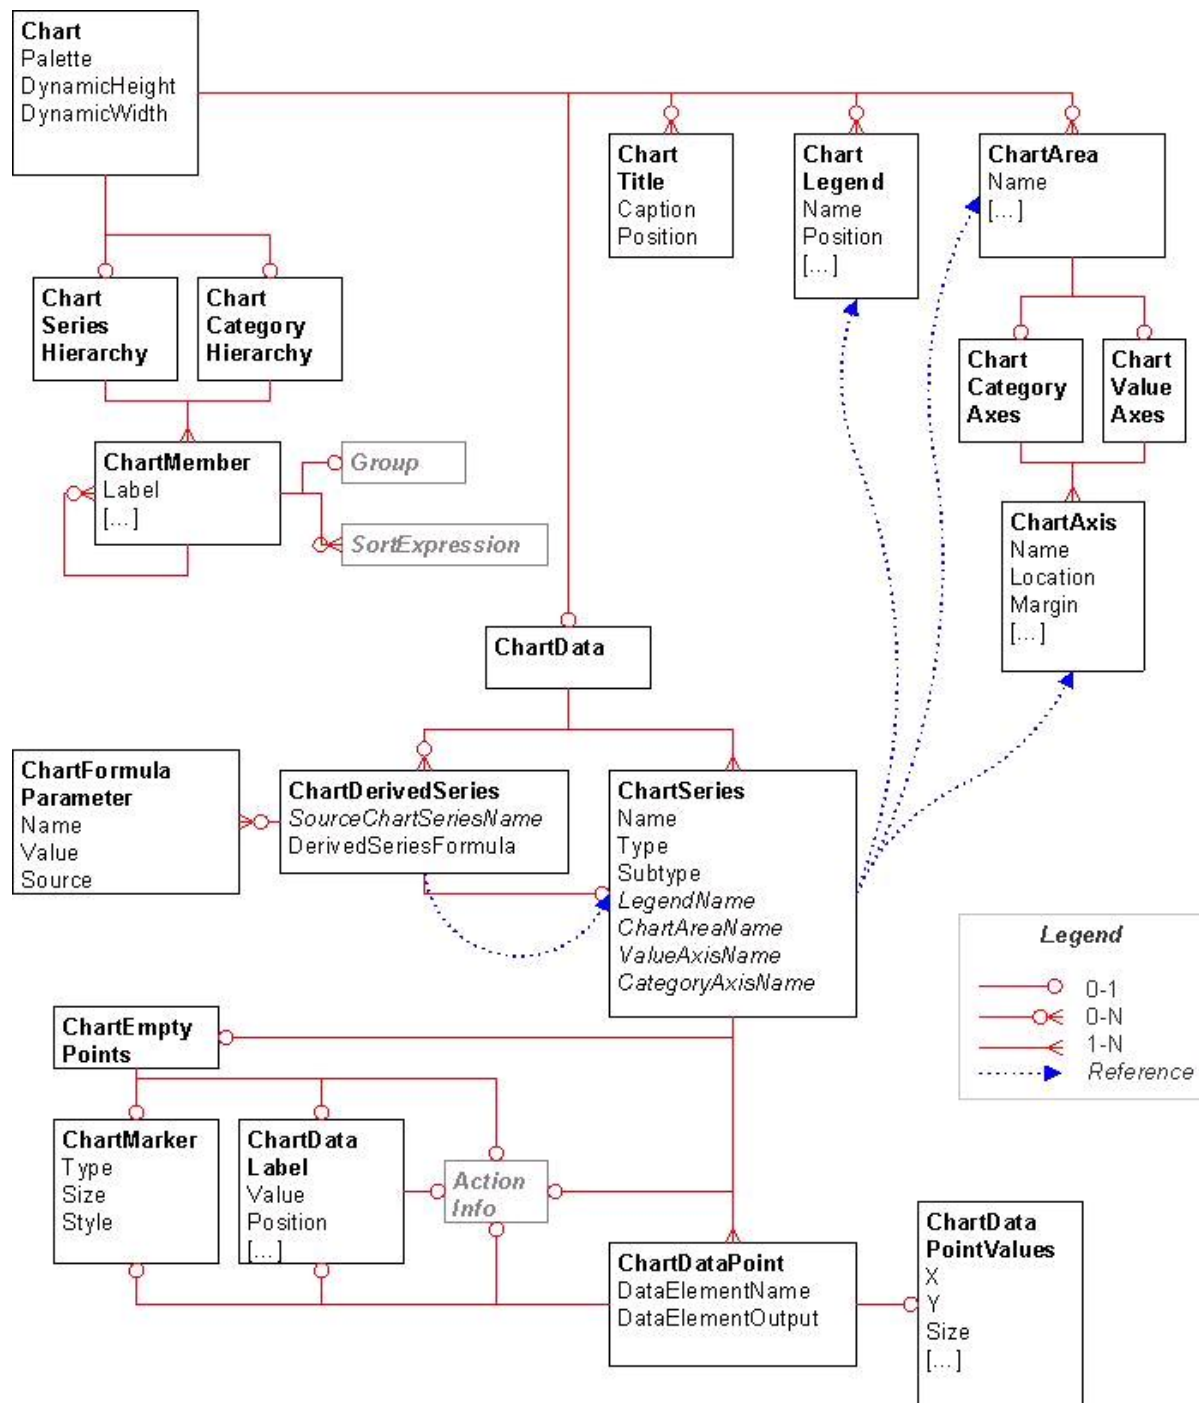 Chart
Palette
DynamicHeight
DynamicWidth
Chart
Title
Caption
Position
Chart
Legend
Name
Position
[...]
ChartArea
Name
[...]
Chart
Series
Hierarchy
Chart
Category
Hierarchy
Chart
Category
Axes
Chart
Value
Axes
ChartMember
Label
[...]
Group
SortExpression
ChartAxis
Name
Location
Margin
[...]
ChartData
ChartFormula
Parameter
Name
Value
Source
ChartDerivedSeries
SourceChartSeriesName
DerivedSeriesFormula
ChartSeries
Name
Type
Subtype
LegendName
ChartAreaName
ValueAxisName
CategoryAxisName
Legend
0-1
0-N
1-N
Reference
ChartEmpty
Points
ChartMarker
Type
Size
Style
ChartData
Label
Value
Position
[...]
Action
Info
ChartDataPoint
DataElementName
DataElementOutput
ChartData
PointValues
X
Y
Size
[...]